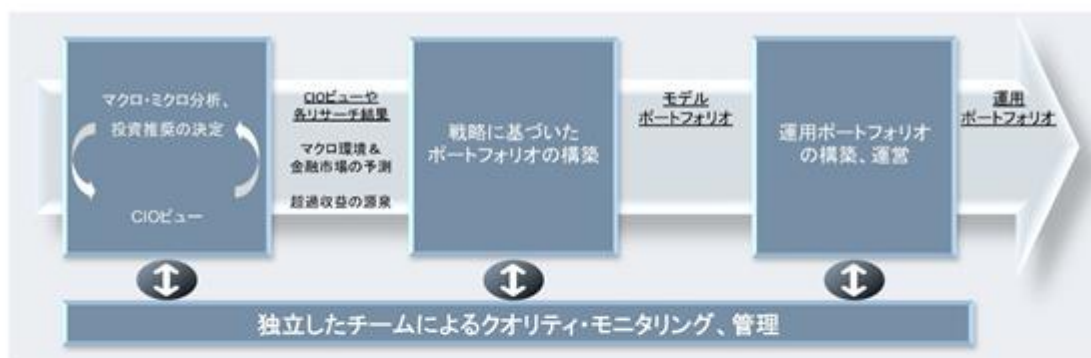 マクロ・ミクロ分析、
投資推奨の決定
CIOビュー
CIOビューや
各リサーチ結果
マクロ環境＆
金融市場の予測
超過収益の源泉
戦略に基づいた
ポートフォリオの構築
モデル
ポートフォリオ
運用ポートフォリオ
の構築、運営
運用
ポートフォリオ
独立したチームによるクオリティ・モニタリング、管理